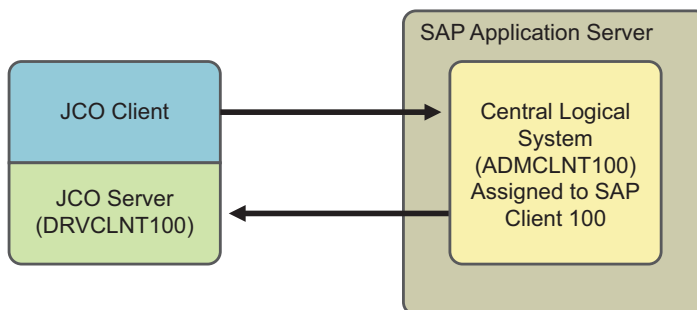 SAP Application Server
JCO Client
JCO Server
(DRVCLNT100)
Central Logical
System
(ADMCLNT100)
Assigned to SAP
Client 100